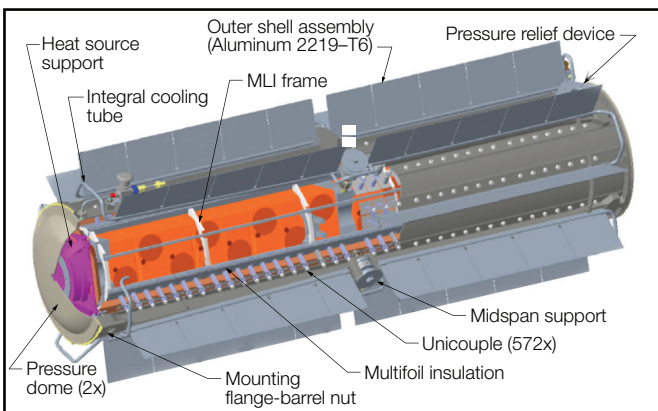 Outer shell assembly
(Aluminum 2219–T6)
Pressure relief device
Heat source
support
MLI frame
Integral cooling
tube
Midspan support
Unicouple (572x)
Pressure
dome (2x)
Multifoil insulation
Mounting
flange-barrel nut